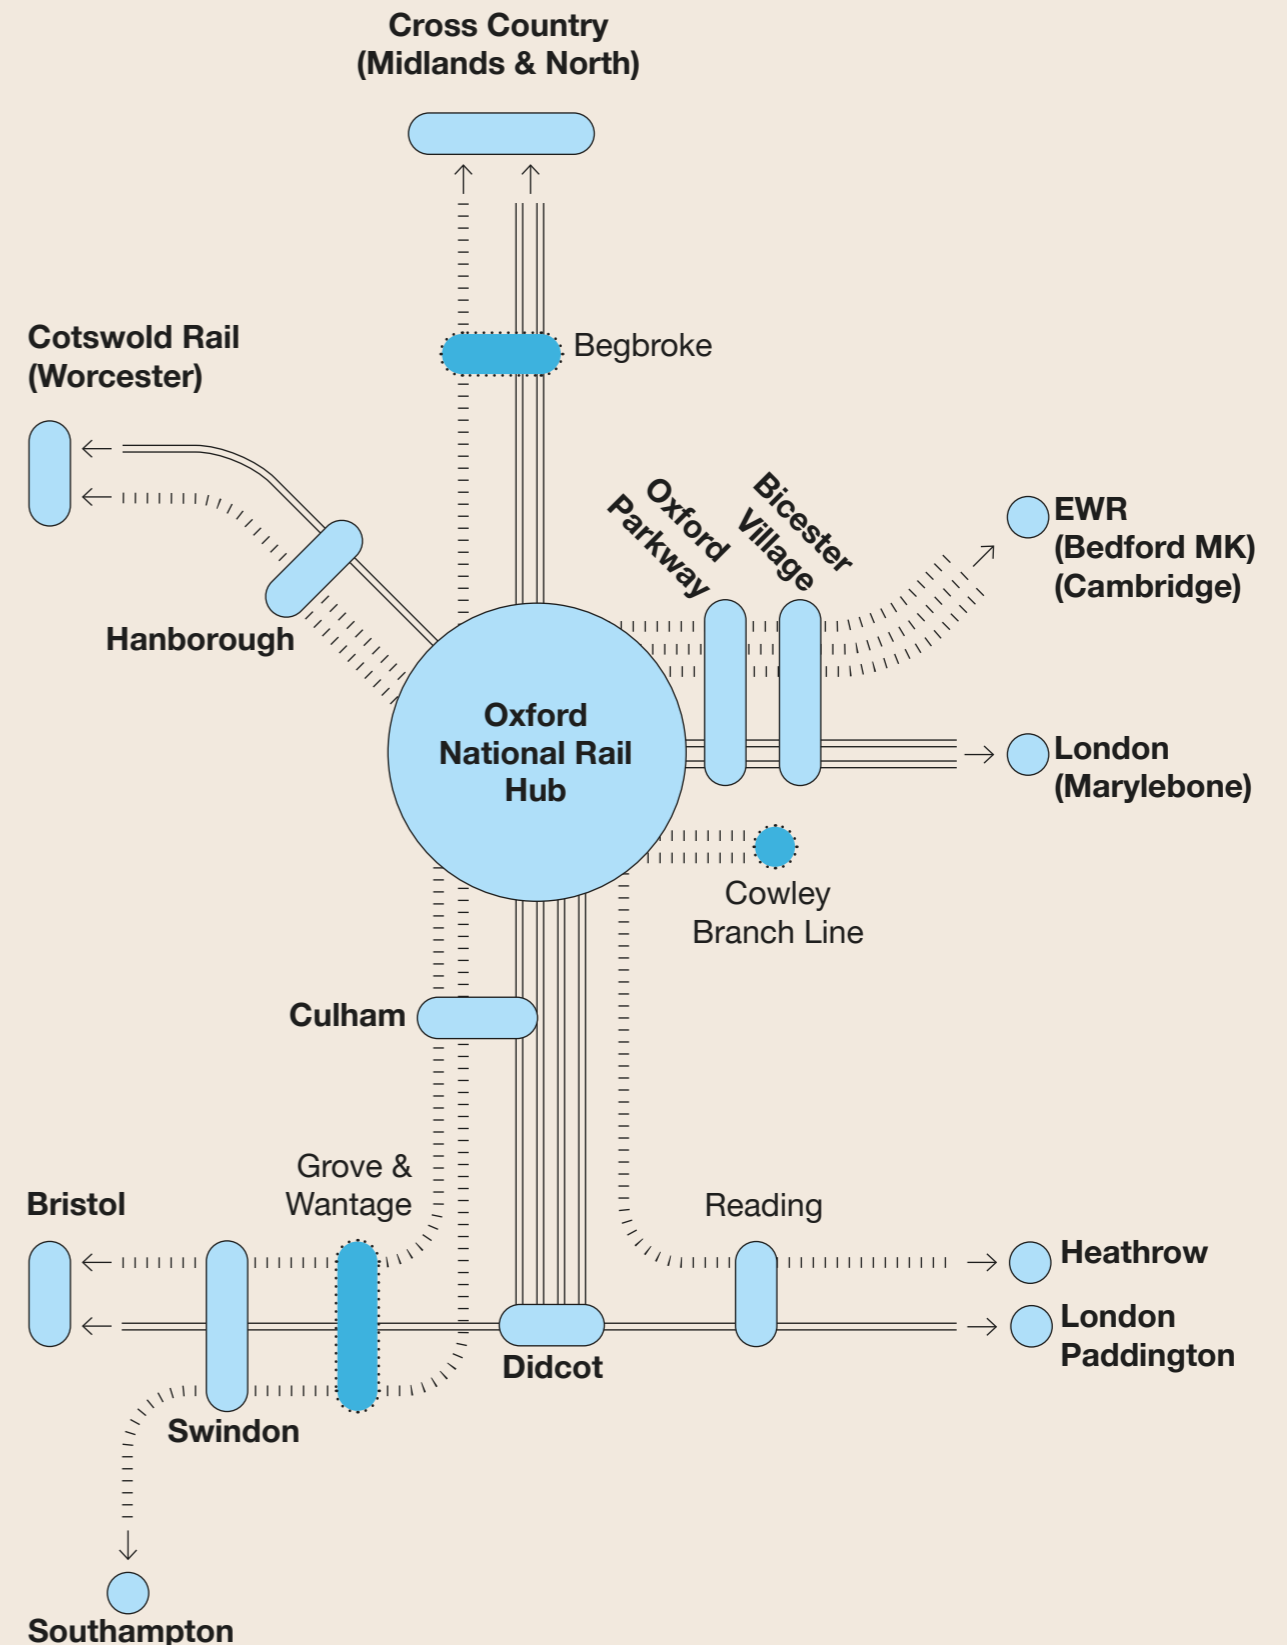 Cross Country
(Midlands & North)
Begbroke
Cotswold Rail
(Worcester)
Hanborough
Oxford
Parkway
Bicester
Village
EWR
(Bedford MK)
(Cambridge)
Oxford
National Rail
Hub
London
(Marylebone)
Cowley
Branch Line
Culham
Grove &
Wantage
Bristol
Reading
Heathrow
London
Paddington
Didcot
Swindon
Southampton